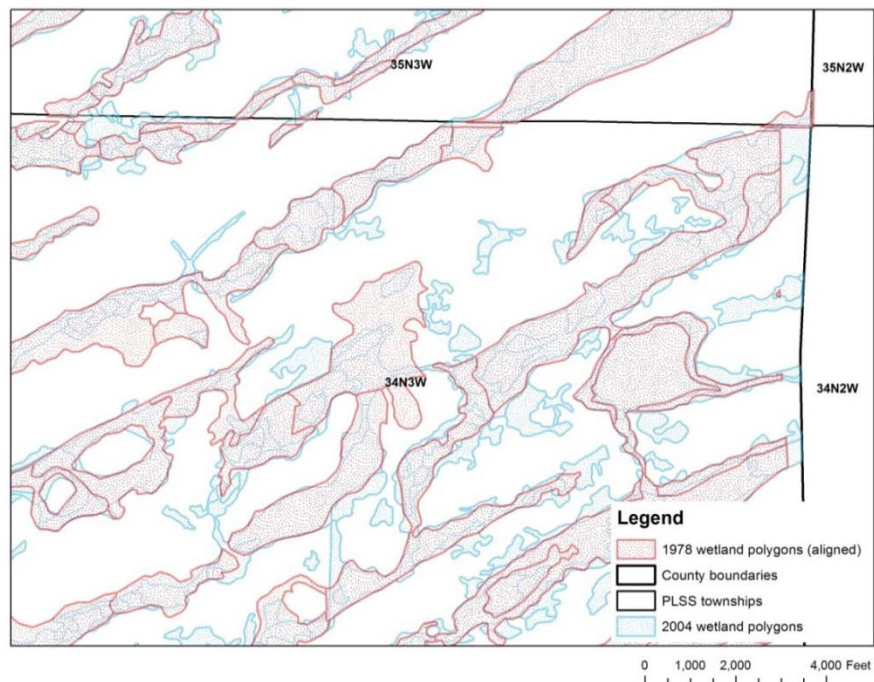 35N3W
35N2W
34N3W
34N2W
Legend
1978 wetland polygons (aligned)
County boundaries
PLSS townships
2004 wetland polygons
0 1,000 2,000 4,000 Feet